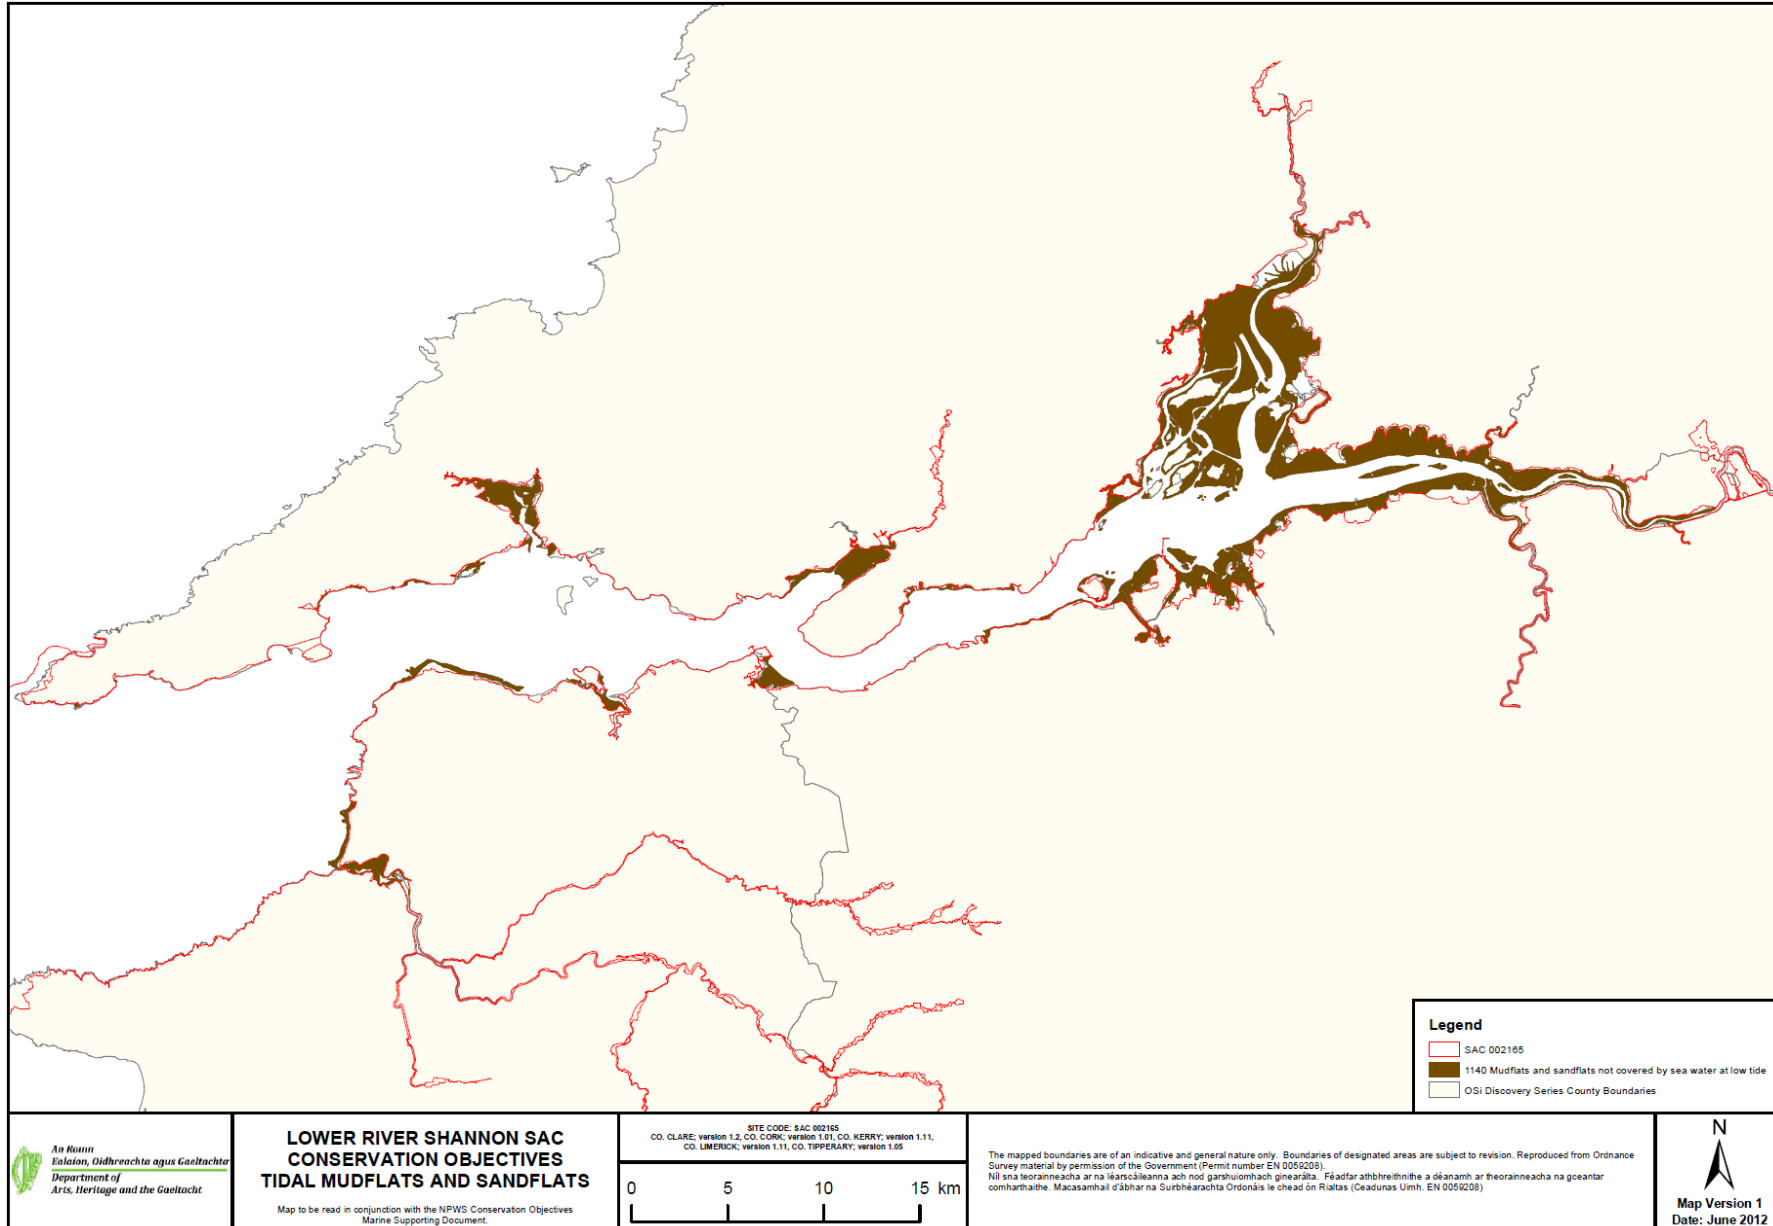 Legend
SAC 002165
1140 Mudflats and sandflats not covered by sea water at low tide
OSi Discovery Series County Boundaries
An Roinn
Ealaíon, Oidhreachta agus Gaeltachta
Department of
Arts, Heritage and the Gaeltacht
LOWER RIVER SHANNON SAC
CONSERVATION OBJECTIVES
TIDAL MUDFLATS AND SANDFLATS
Map to be read in conjunction with the NPWS Conservation Objectives
Marine Supporting Document.
SITE CODE: SAC 002165
CO. CLARE; version 1.2, CO. CORK; version 1.01, CO. KERRY; version 1.11,
CO. LIMERICK; version 1.11, CO. TIPPERARY; version 1.05
0 5 10 15 km
The mapped boundaries are of an indicative and general nature only. Boundaries of designated areas are subject to revision. Reproduced from Ordnance
Survey material by permission of the Government (Permit number EN 0059208).
Níl sna teorainneacha ar na léarscáileanna ach nod garshuiomhach ginearálta. Féadfar athbhreithnithe a déanamh ar theorainneacha na gceantar
comharthaithe. Macasamhail d'ábhar na Suirbhéarachta Ordonáis le chead ón Rialtas (Ceadunas Uimh. EN 0059208)
N
Map Version 1
Date: June 2012